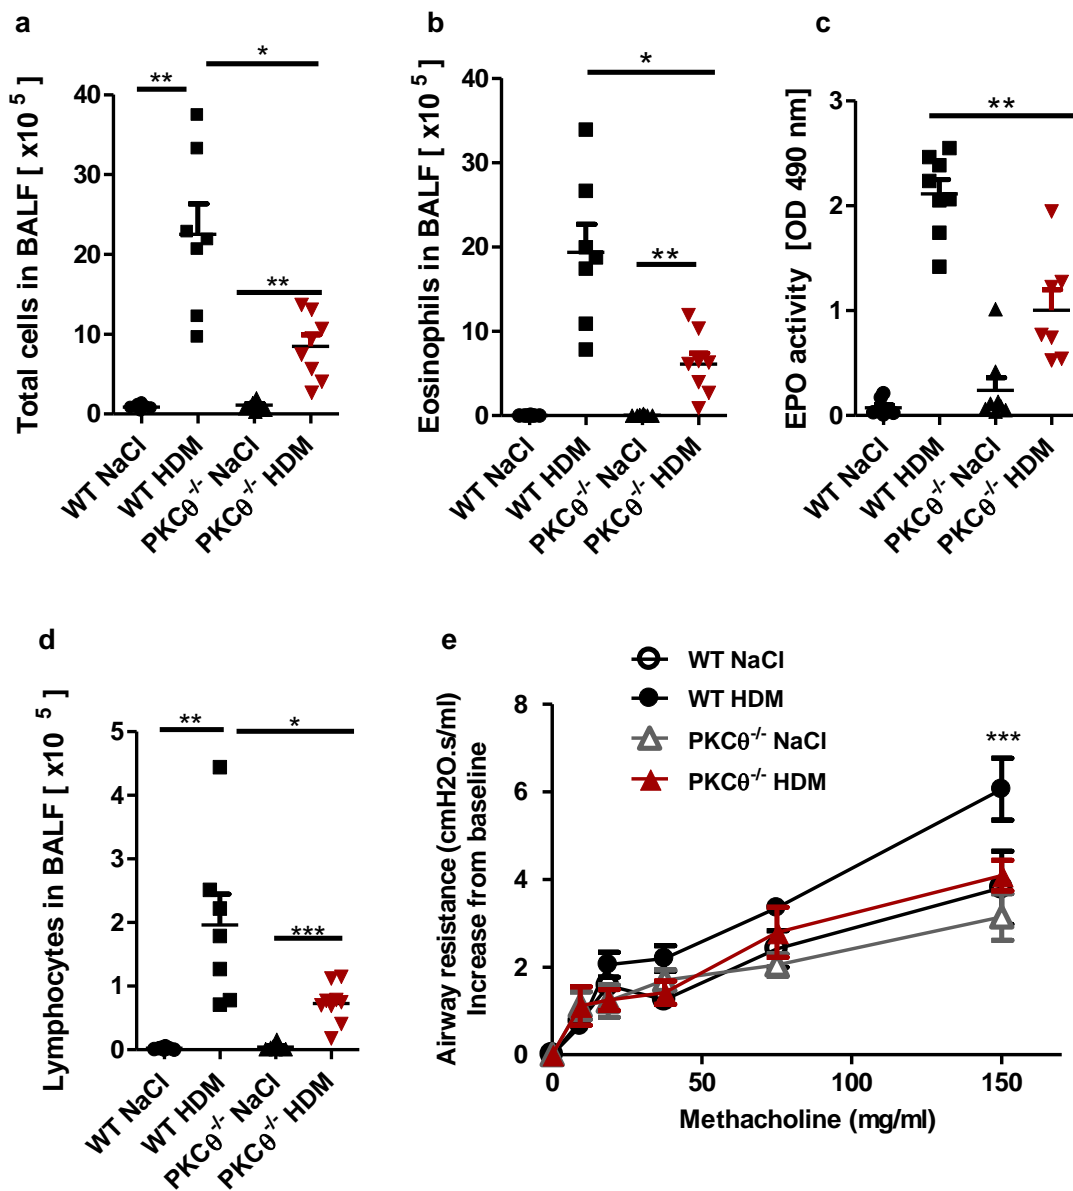 a
Total cells in BALF [ x10 5 ]
40
30
20
10
0
**
*
**
WT NaCl
WT HDM
PKCθ-/- NaCl
PKCθ-/- HDM
b
Eosinophils in BALF [ x10 5 ]
40
30
20
10
0
*
**
WT NaCl
WT HDM
PKCθ-/- NaCl
PKCθ-/- HDM
c
EPO activity [OD 490 nm]
3
2
1
0
**
WT NaCl
WT HDM
PKCθ-/- NaCl
PKCθ-/- HDM
d
Lymphocytes in BALF [ x10 5 ]
5
4
3
2
1
0
**
*
***
WT NaCl
WT HDM
PKCθ-/- NaCl
PKCθ-/- HDM
e
WT NaCl
WT HDM
PKCθ-/- NaCl
PKCθ-/- HDM
Airway resistance (cmH2O.s/ml)
Increase from baseline
8
6
4
2
0
***
0
50
100
150
Methacholine (mg/ml)